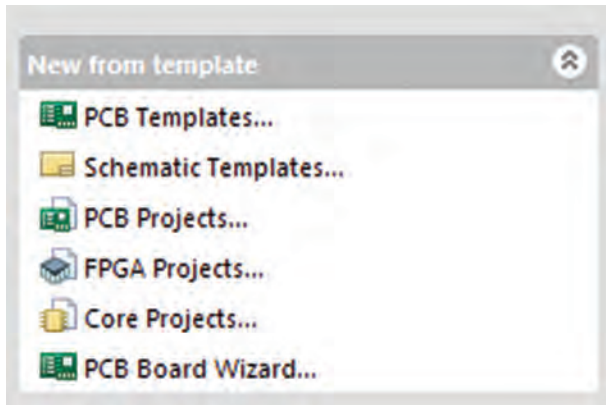 New from template
PCB Templates...
Schematic Templates...
PCB Projects...
FPGA Projects...
Core Projects...
PCB Board Wizard...